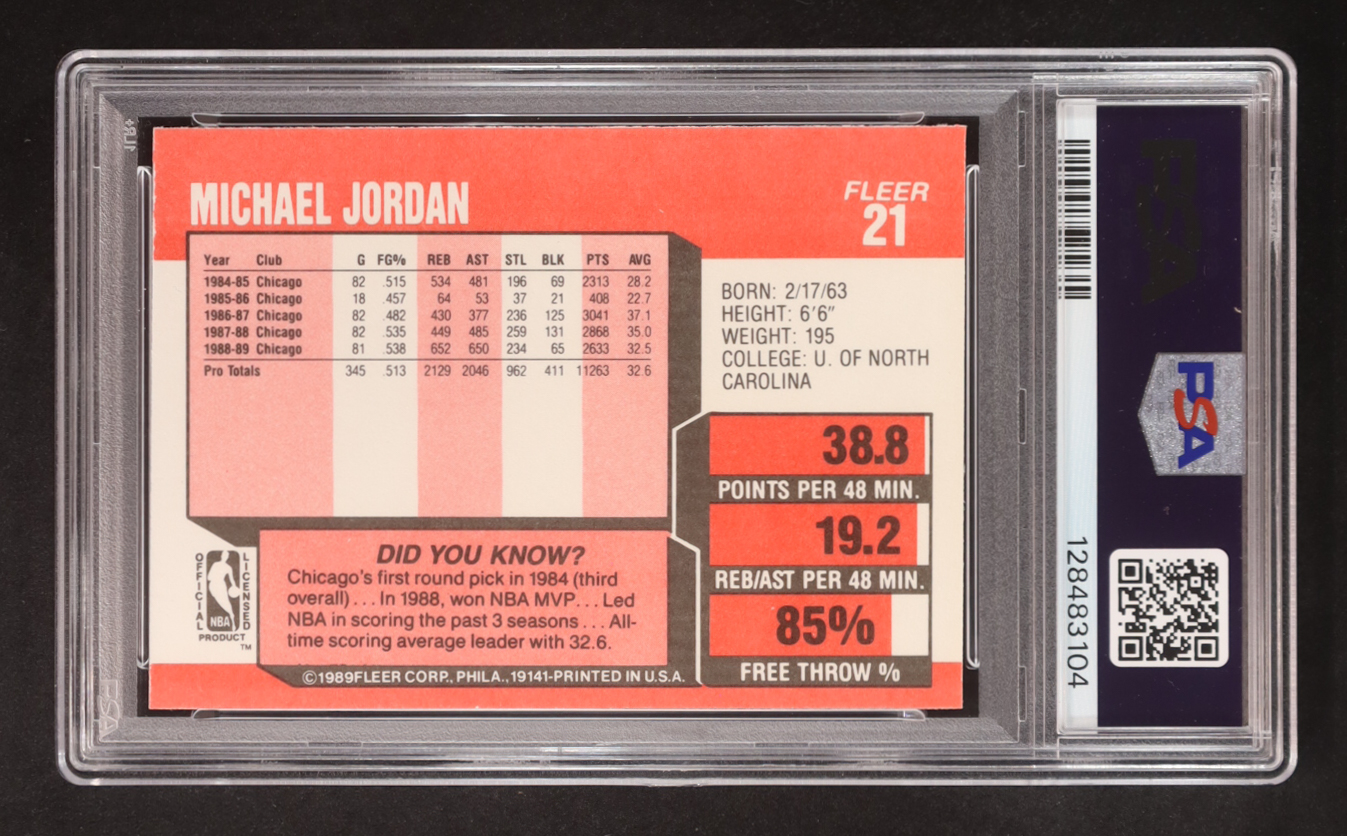 MICHAEL JORDAN
FLEER
21
Year Club G FG% REB AST STL BLK PTS AVG
1984-85 Chicago 82 .515 534 481 196 69 2313 28.2
1985-86 Chicago 18 .457 64 53 37 21 408 22.7
1986-87 Chicago 82 .482 430 377 236 125 3041 37.1
1987-88 Chicago 82 .535 449 485 259 131 2868 35.0
1988-89 Chicago 81 .538 652 650 234 65 2633 32.5
Pro Totals 345 .513 2129 2046 962 411 11263 32.6
BORN: 2/17/63
HEIGHT: 6'6"
WEIGHT: 195
COLLEGE: U. OF NORTH
CAROLINA
38.8
POINTS PER 48 MIN.
19.2
REB/AST PER 48 MIN.
85%
FREE THROW %
DID YOU KNOW?
Chicago's first round pick in 1984 (third
overall)... In 1988, won NBA MVP... Led
NBA in scoring the past 3 seasons... All-
time scoring average leader with 32.6.
OFFICIAL LICENSED
NBA
PRODUCT
TM
©1989FLEER CORP., PHILA., 19141-PRINTED IN U.S.A.
PSA
PSA
128483104
PSA